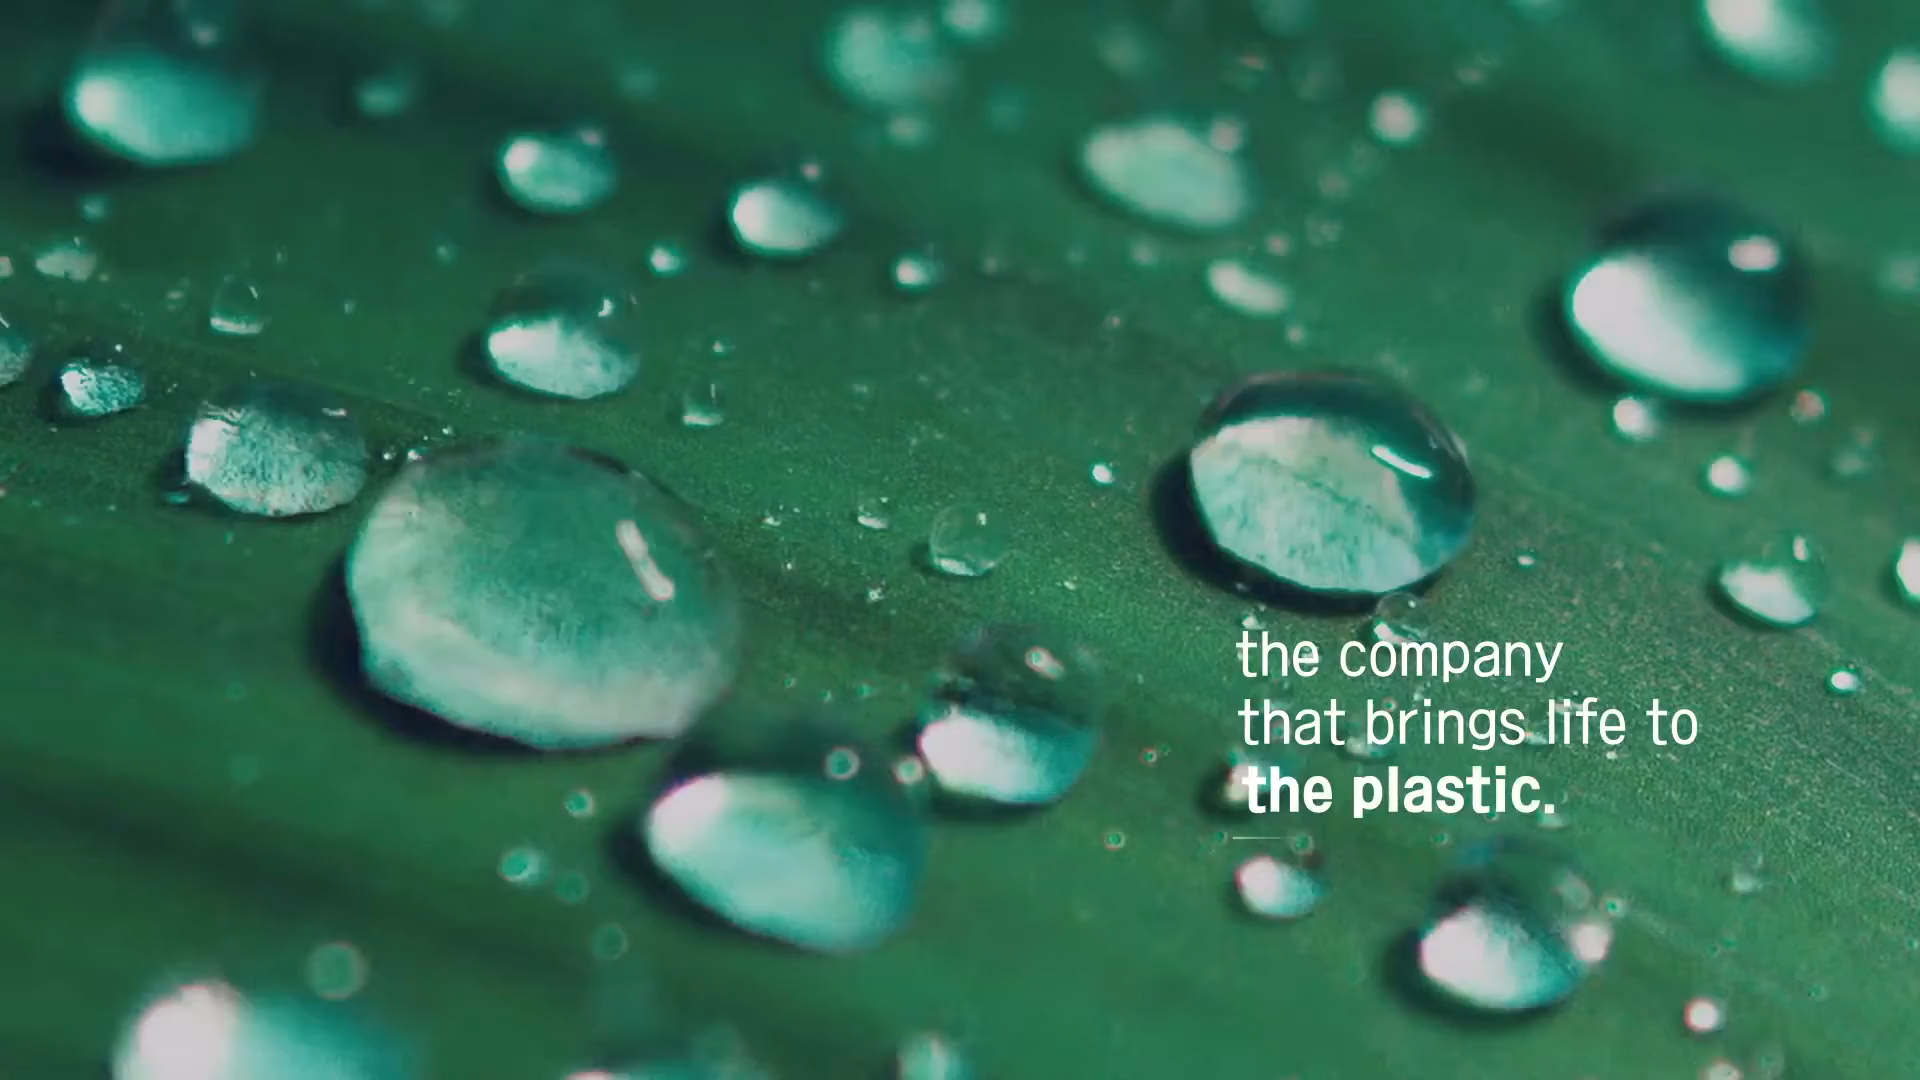 the company
that brings life to
the plastic.